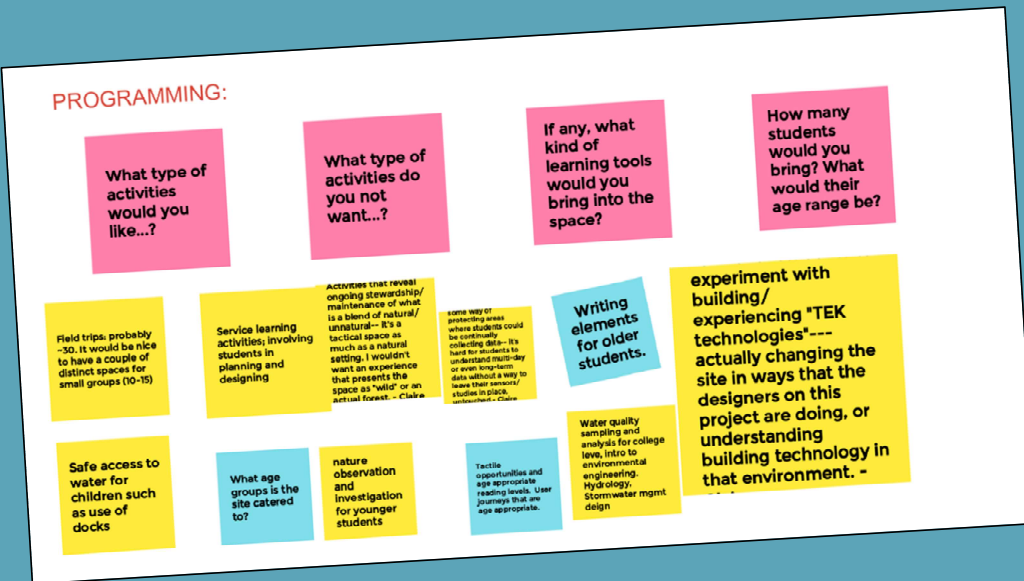 PROGRAMMING:
What type of
activities
would you
like...?
What type of
activities do
you not
want...?
If any, what
kind of
learning tools
would you
bring into the
space?
How many
students
would you
bring? What
would their
age range be?
Field trips: probably
~30. It would be nice
to have a couple of
distinct spaces for
small groups (10-15)
Service learning
activities; involving
students in
planning and
designing
Activities that reveal
ongoing stewardship/
maintenance of what
is a blend of natural/
unnatural-- it's a
tactical space as
much as a natural
setting. I wouldn't
want an experience
that presents the
space as "wild" or an
actual forest. - Claire
some way of
protecting areas
where students could
be continually
collecting data-- it's
hard for students to
understand multi-day
or even long-term
data without a way to
leave their sensors/
studies in place,
untouched - Claire
Writing
elements
for older
students.
experiment with
building/
experiencing "TEK
technologies"---
actually changing the
site in ways that the
designers on this
project are doing, or
understanding
building technology in
that environment. -
Safe access to
water for
children such
as use of
docks
What age
groups is the
site catered
to?
nature
observation
and
investigation
for younger
students
Tactile
opportunities and
age appropriate
reading levels. User
journeys that are
age appropriate.
Water quality
sampling and
analysis for college
leve, intro to
environmental
engineering.
Hydrology,
Stormwater mgmt
deign